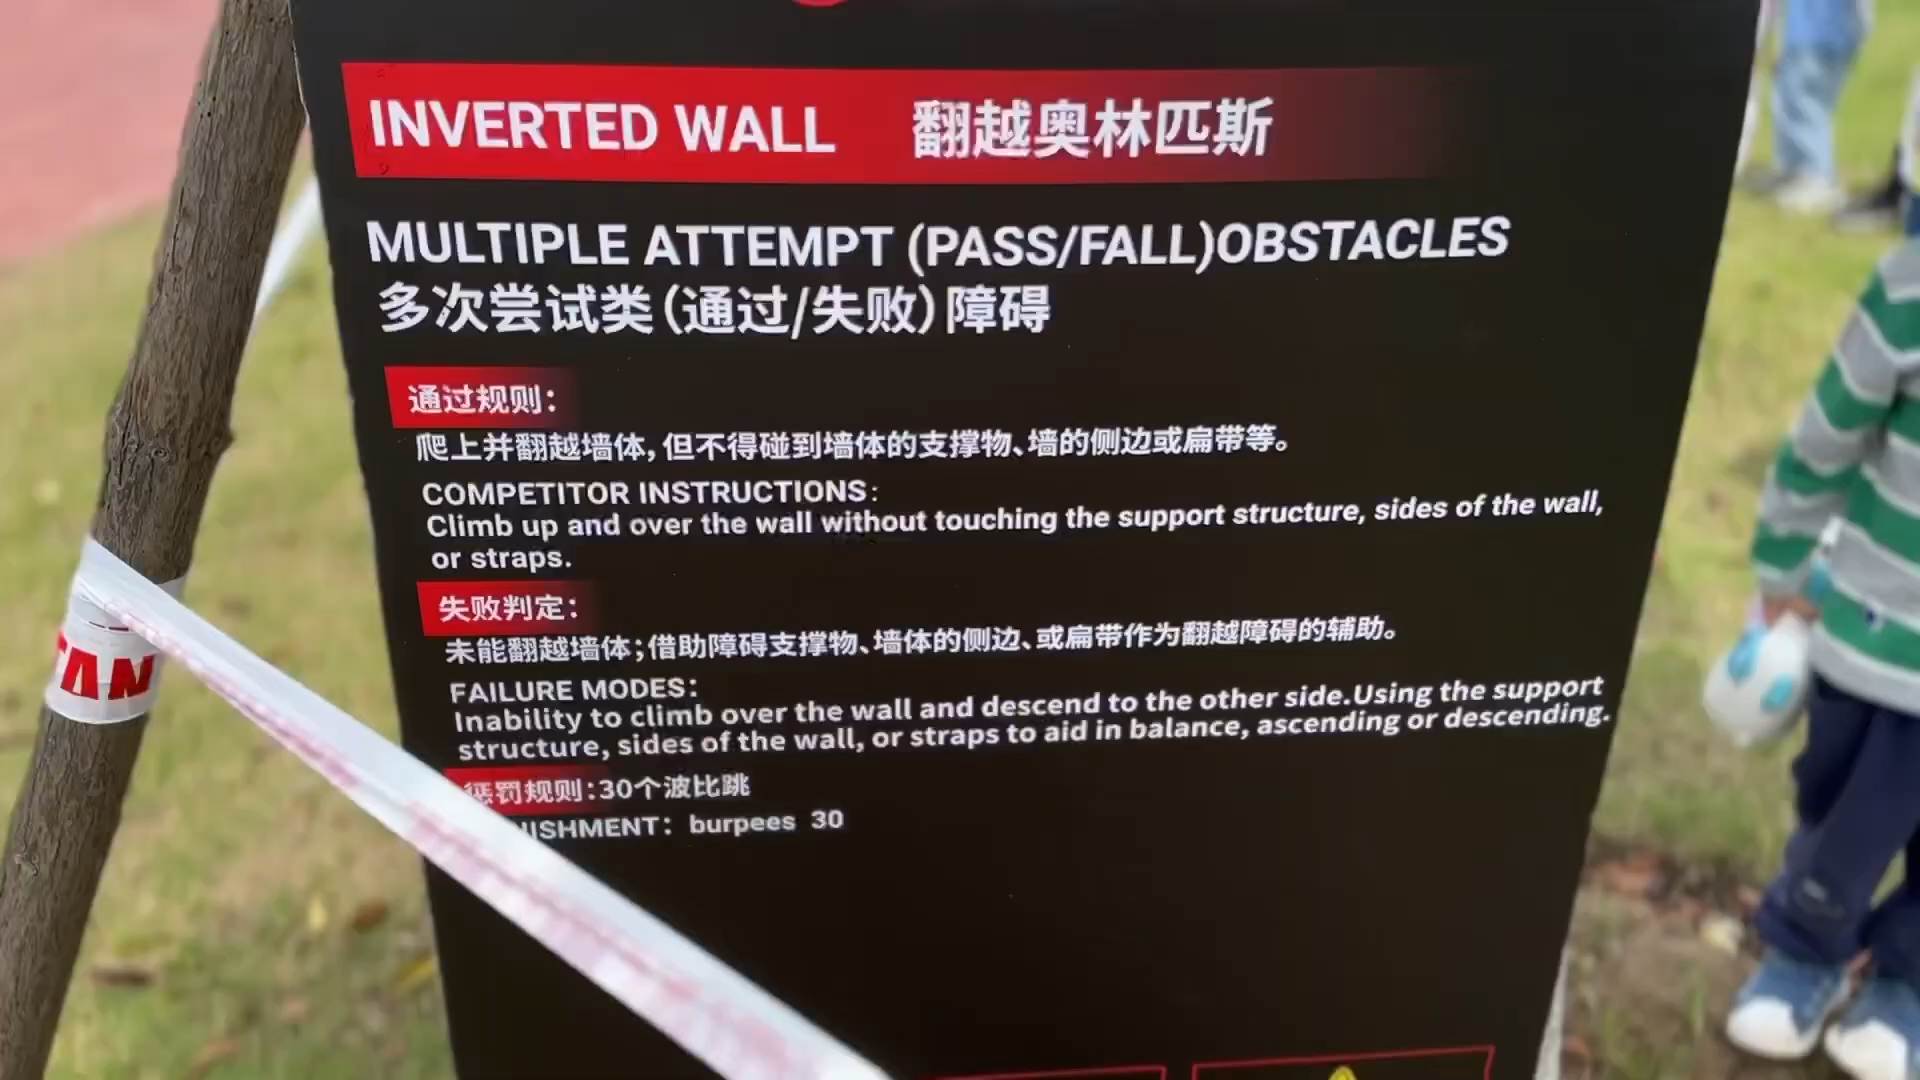 INVERTED WALL 翻越奥林匹斯
MULTIPLE ATTEMPT (PASS/FALL)OBSTACLES
多次尝试类(通过/失败)障碍
通过规则:
爬上并翻越墙体,但不得碰到墙体的支撑物、墙的侧边或扁带等。
COMPETITOR INSTRUCTIONS:
Climb up and over the wall without touching the support structure, sides of the wall,
or straps.
失败判定:
未能翻越墙体;借助障碍支撑物、墙体的侧边、或扁带作为翻越障碍的辅助。
FAILURE MODES:
Inability to climb over the wall and descend to the other side.Using the support
structure, sides of the wall, or straps to aid in balance, ascending or descending.
惩罚规则:30个波比跳
ISHMENT: burpees 30
TAN